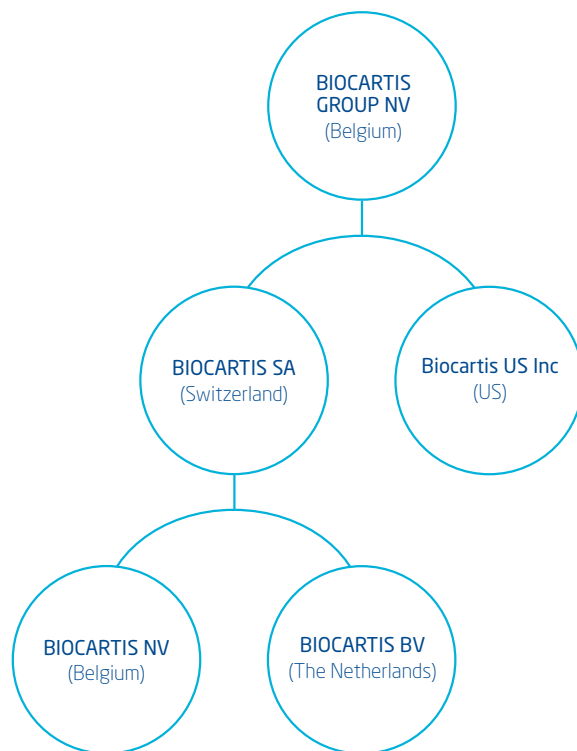 BIOCARTIS
GROUP NV
(Belgium)
BIOCARTIS SA
(Switzerland)
Biocartis US Inc
(US)
BIOCARTIS NV
(Belgium)
BIOCARTIS BV
(The Netherlands)